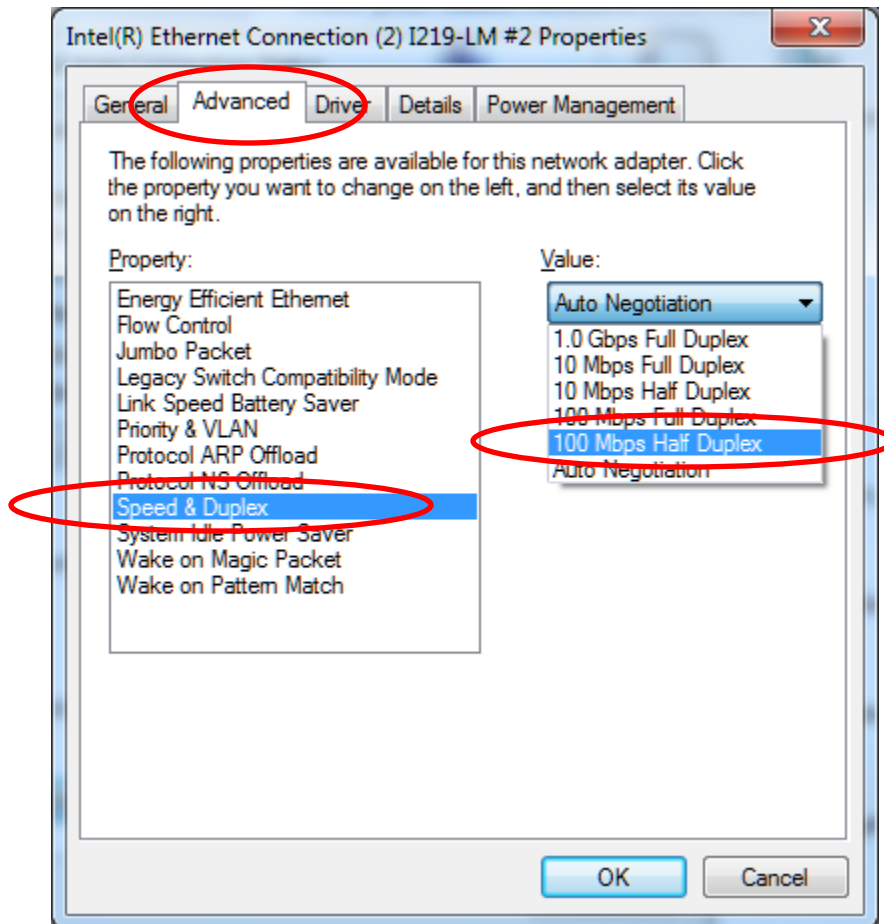 Intel(R) Ethernet Connection (2) I219-LM #2 Properties
X
General Advanced Driver Details Power Management
The following properties are available for this network adapter. Click
the property you want to change on the left, and then select its value
on the right.
Property:
Energy Efficient Ethernet
Flow Control
Jumbo Packet
Legacy Switch Compatibility Mode
Link Speed Battery Saver
Priority & VLAN
Protocol ARP Offload
Protocol NS Offload
Speed & Duplex
System Idle Power Saver
Wake on Magic Packet
Wake on Pattern Match
Value:
Auto Negotiation
1.0 Gbps Full Duplex
10 Mbps Full Duplex
10 Mbps Half Duplex
100 Mbps Full Duplex
100 Mbps Half Duplex
Auto Negotiation
OK Cancel